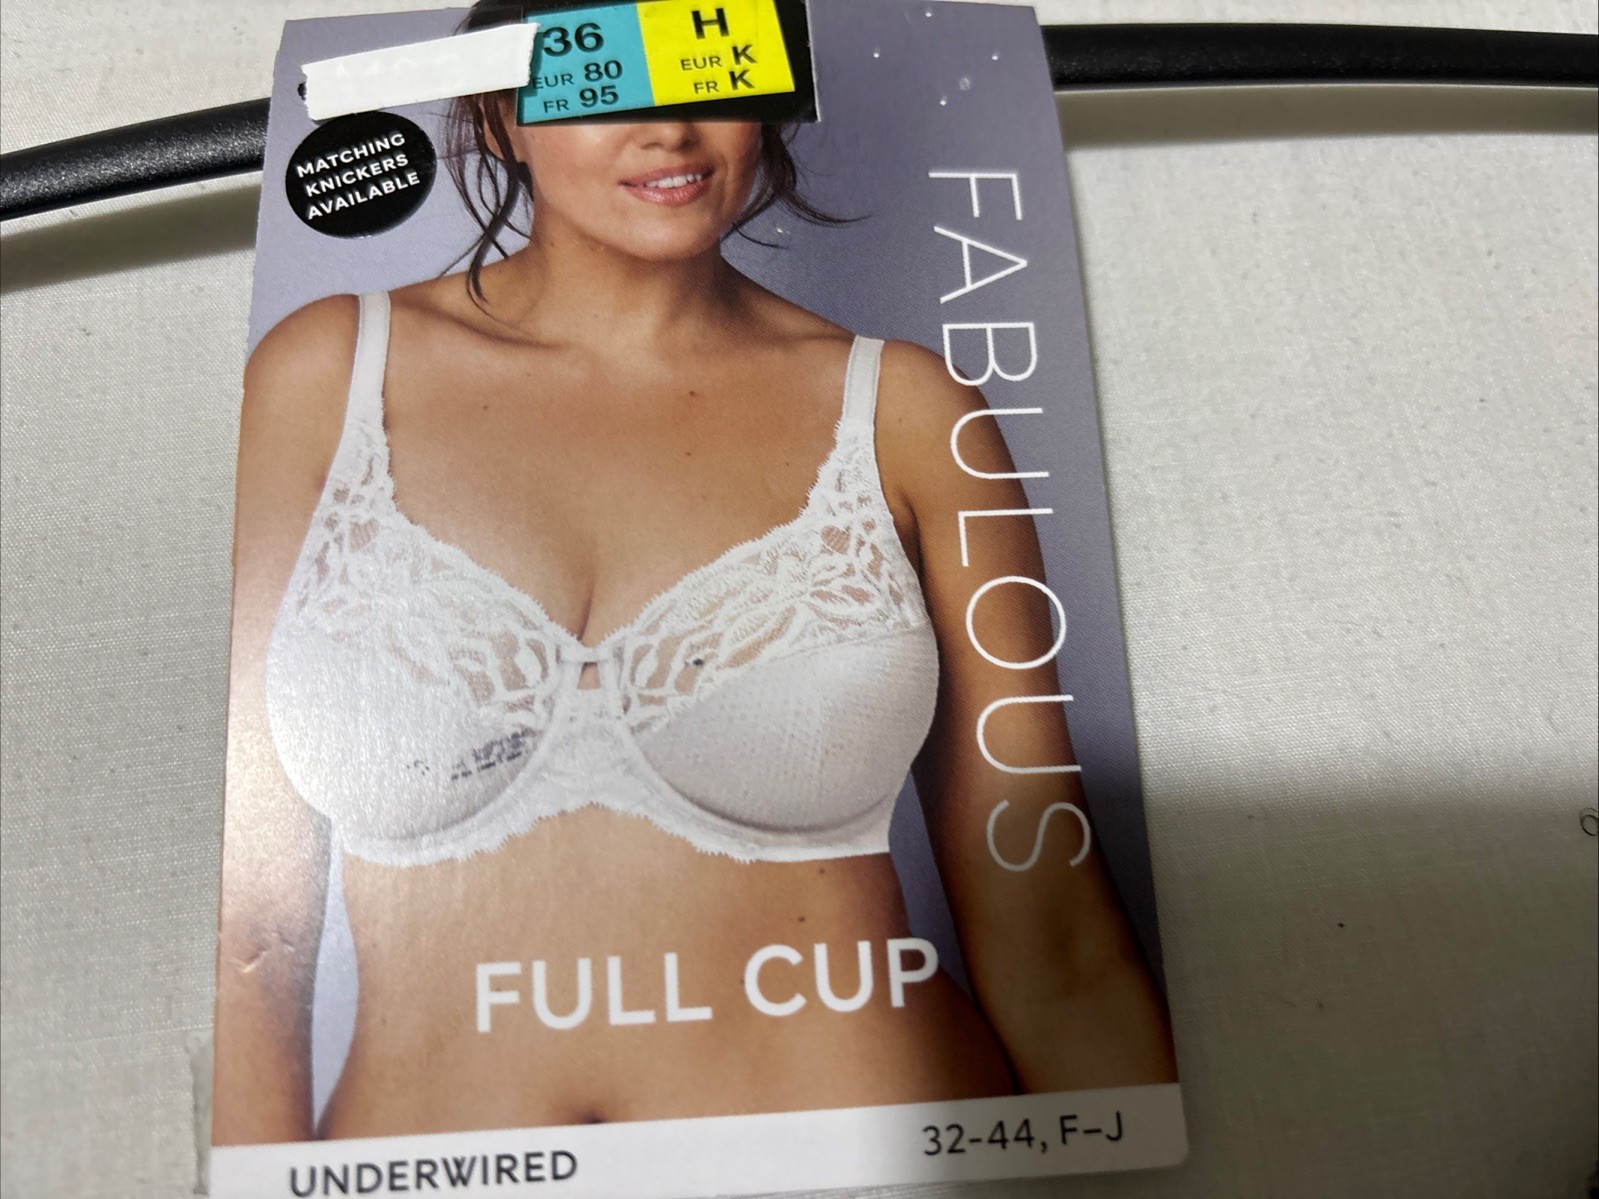 36
EUR 80
FR 95
H
EUR K
FR K
MATCHING
KNICKERS
AVAILABLE
FABULOUS
FULL CUP
UNDERWIRED
32-44, F-J